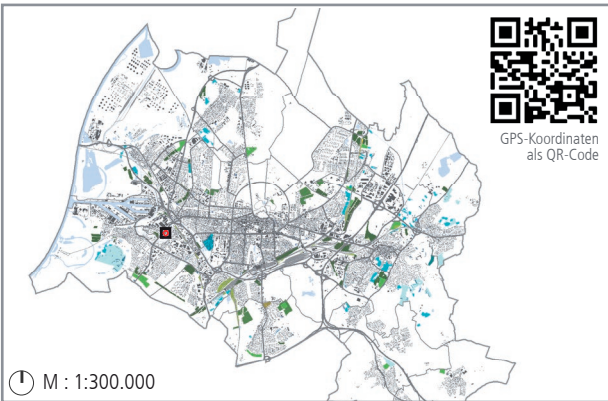 GPS-Koordinaten
als QR-Code
M : 1:300.000